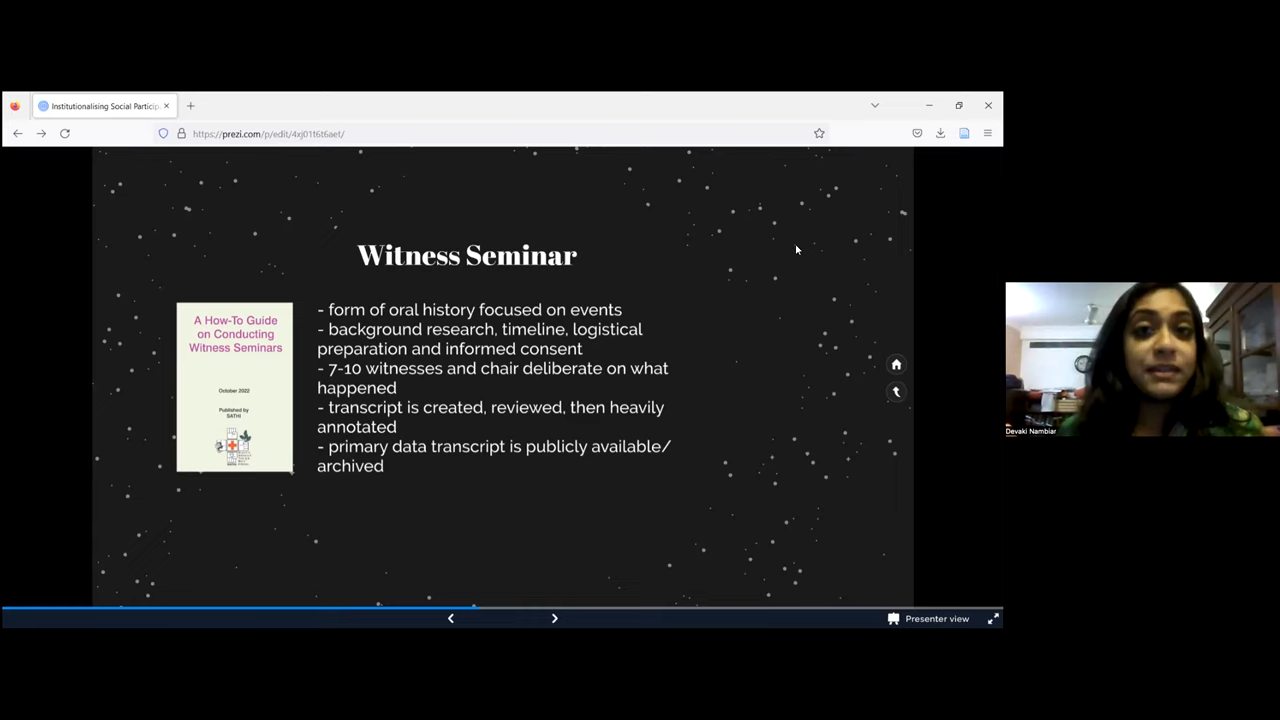 Institutionalising Social Particip
https://prezi.com/p/edit/4xj01t6t6aet/
Witness Seminar
A How-To Guide
on Conducting
Witness Seminars
October 2022
Published by
SATHI
- form of oral history focused on events
- background research, timeline, logistical
preparation and informed consent
- 7-10 witnesses and chair deliberate on what
happened
- transcript is created, reviewed, then heavily
annotated
- primary data transcript is publicly available/
archived
Devaki Nambiar
Presenter view